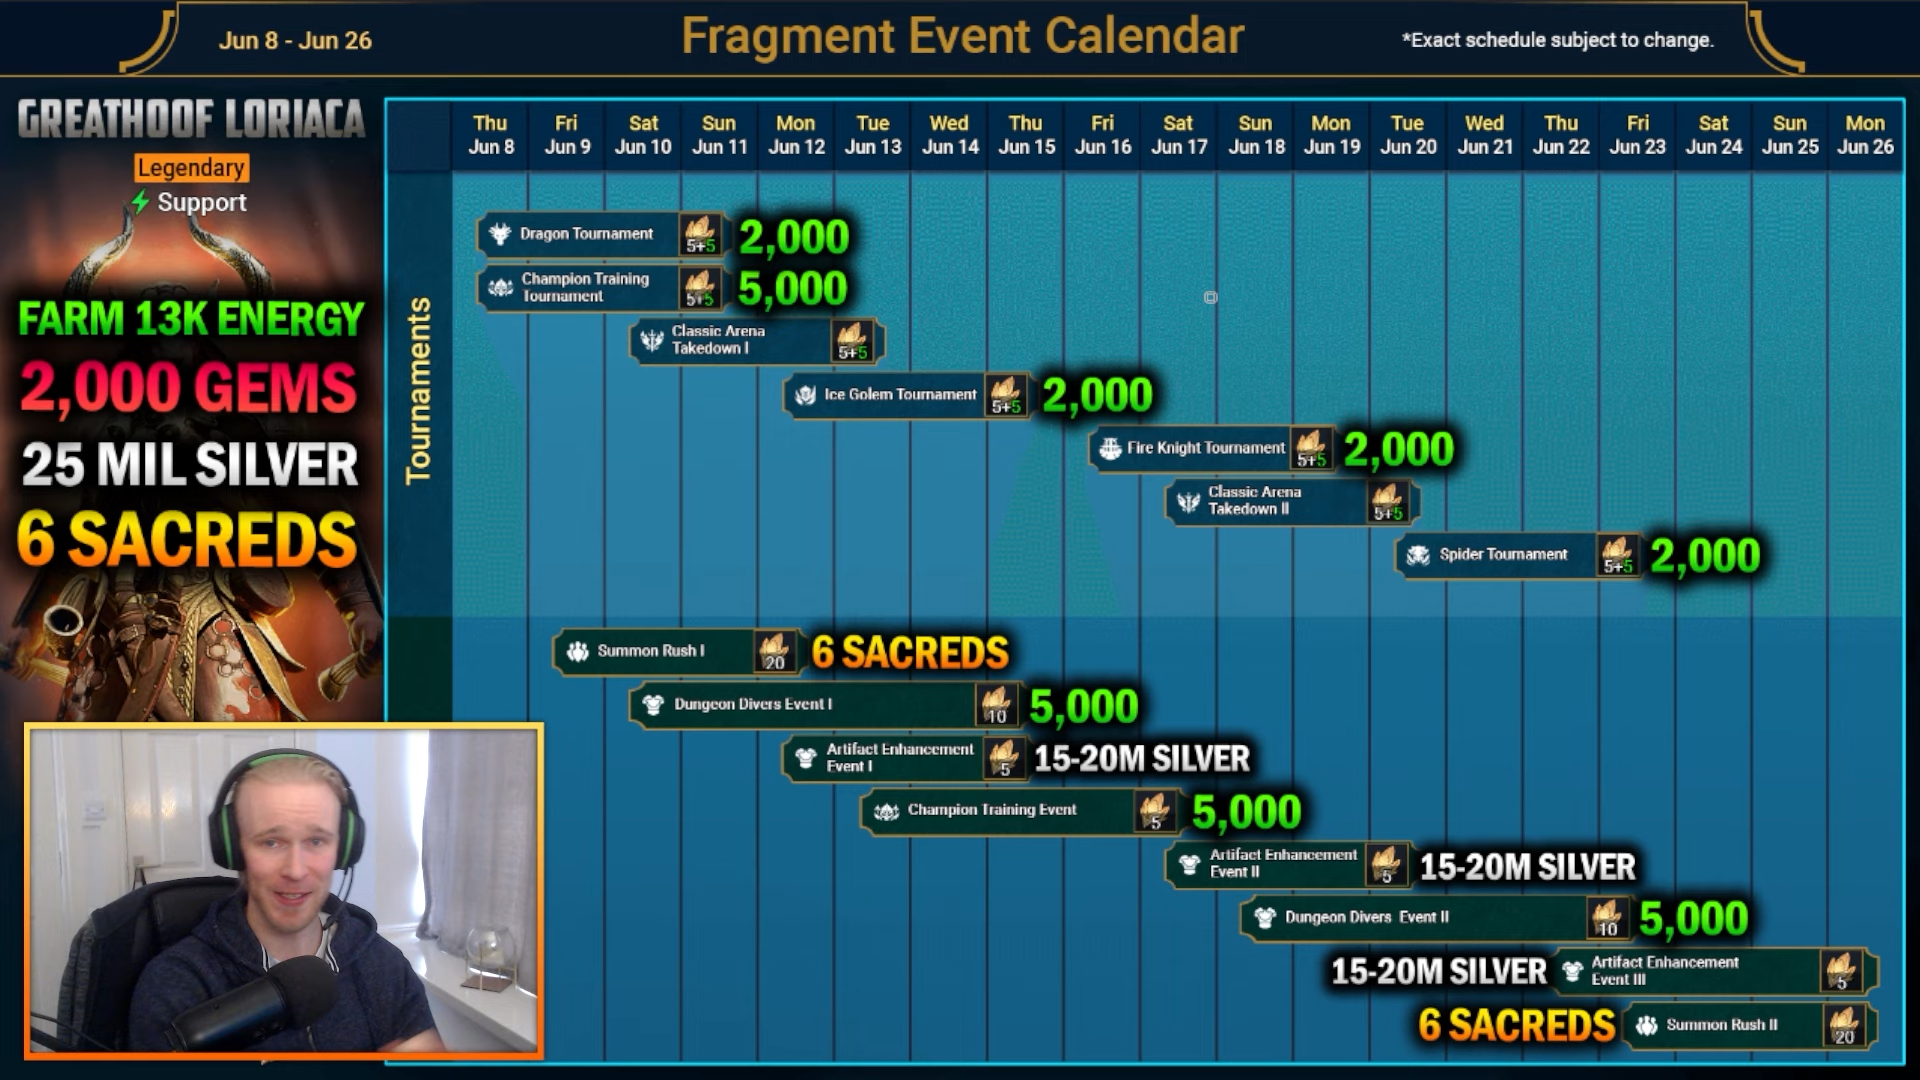 Jun 8 - Jun 26
Fragment Event Calendar
*Exact schedule subject to change.
GREATHOOF LORIACA
Legendary
Support
FARM 13K ENERGY
2,000 GEMS
25 MIL SILVER
6 SACREDS
Thu Fri Sat Sun Mon Tue Wed Thu Fri Sat Sun Mon Tue Wed Thu Fri Sat Sun Mon
Jun 8 Jun 9 Jun 10 Jun 11 Jun 12 Jun 13 Jun 14 Jun 15 Jun 16 Jun 17 Jun 18 Jun 19 Jun 20 Jun 21 Jun 22 Jun 23 Jun 24 Jun 25 Jun 26
Tournaments
Dragon Tournament 5+5 2,000
Champion Training
Tournament 5+5 5,000
Classic Arena
Takedown I 5+5
Ice Golem Tournament 5+5 2,000
Fire Knight Tournament 5+5 2,000
Classic Arena
Takedown II 5+5
Spider Tournament 5+5 2,000
Summon Rush I 20 6 SACREDS
Dungeon Divers Event I 10 5,000
Artifact Enhancement
Event I 5 15-20M SILVER
Champion Training Event 5 5,000
Artifact Enhancement
Event II 5 15-20M SILVER
Dungeon Divers Event II 10 5,000
15-20M SILVER Artifact Enhancement
Event III 5
6 SACREDS Summon Rush II 20